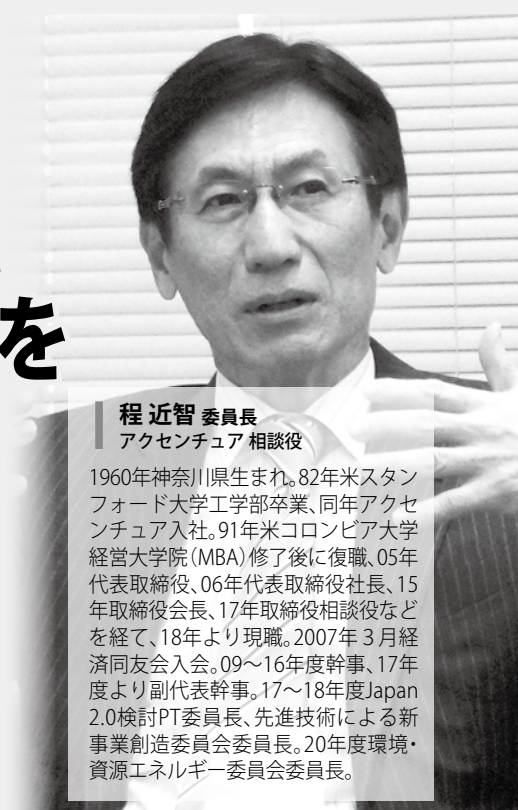 を
程 近智 委員長
アクセンチュア 相談役
1960年神奈川県生まれ。82年米スタン
フォード大学工学部卒業、同年アクセ
ンチュア入社。91年米コロンビア大学
経営大学院（MBA）修了後に復職、05年
代表取締役、06年代表取締役社長、15
年取締役会長、17年取締役相談役など
を経て、18年より現職。2007年３月経
済同友会入会。09～16年度幹事、17年
度より副代表幹事。17～18年度Japan
2.0検討PT委員長、先進技術による新
事業創造委員会委員長。20年度環境・
資源エネルギー委員会委員長。